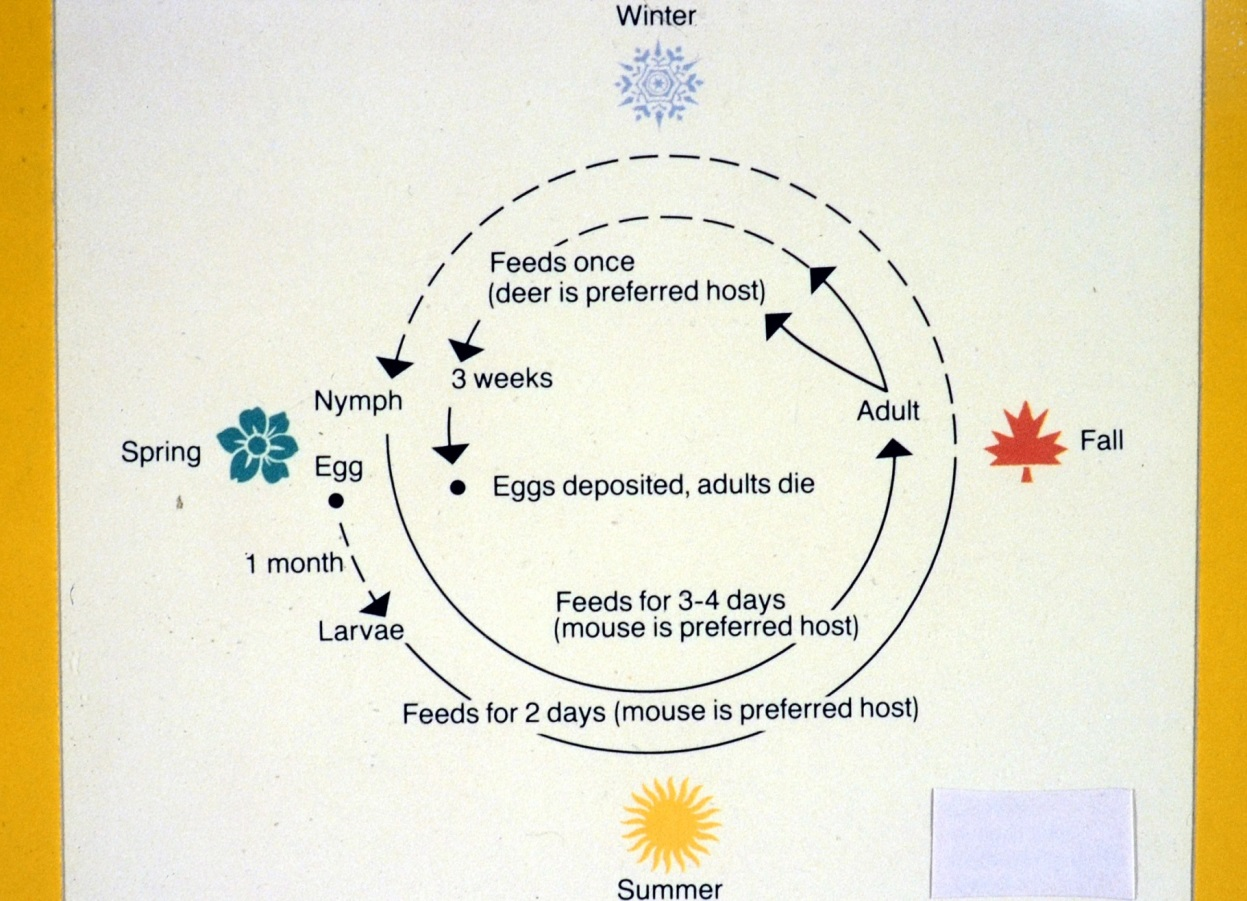 Winter
Feeds once
(deer is preferred host)
3 weeks
Nymph
Adult
Spring
Fall
Egg
Eggs deposited, adults die
1 month
Feeds for 3-4 days
(mouse is preferred host)
Larvae
Feeds for 2 days (mouse is preferred host)
Summer